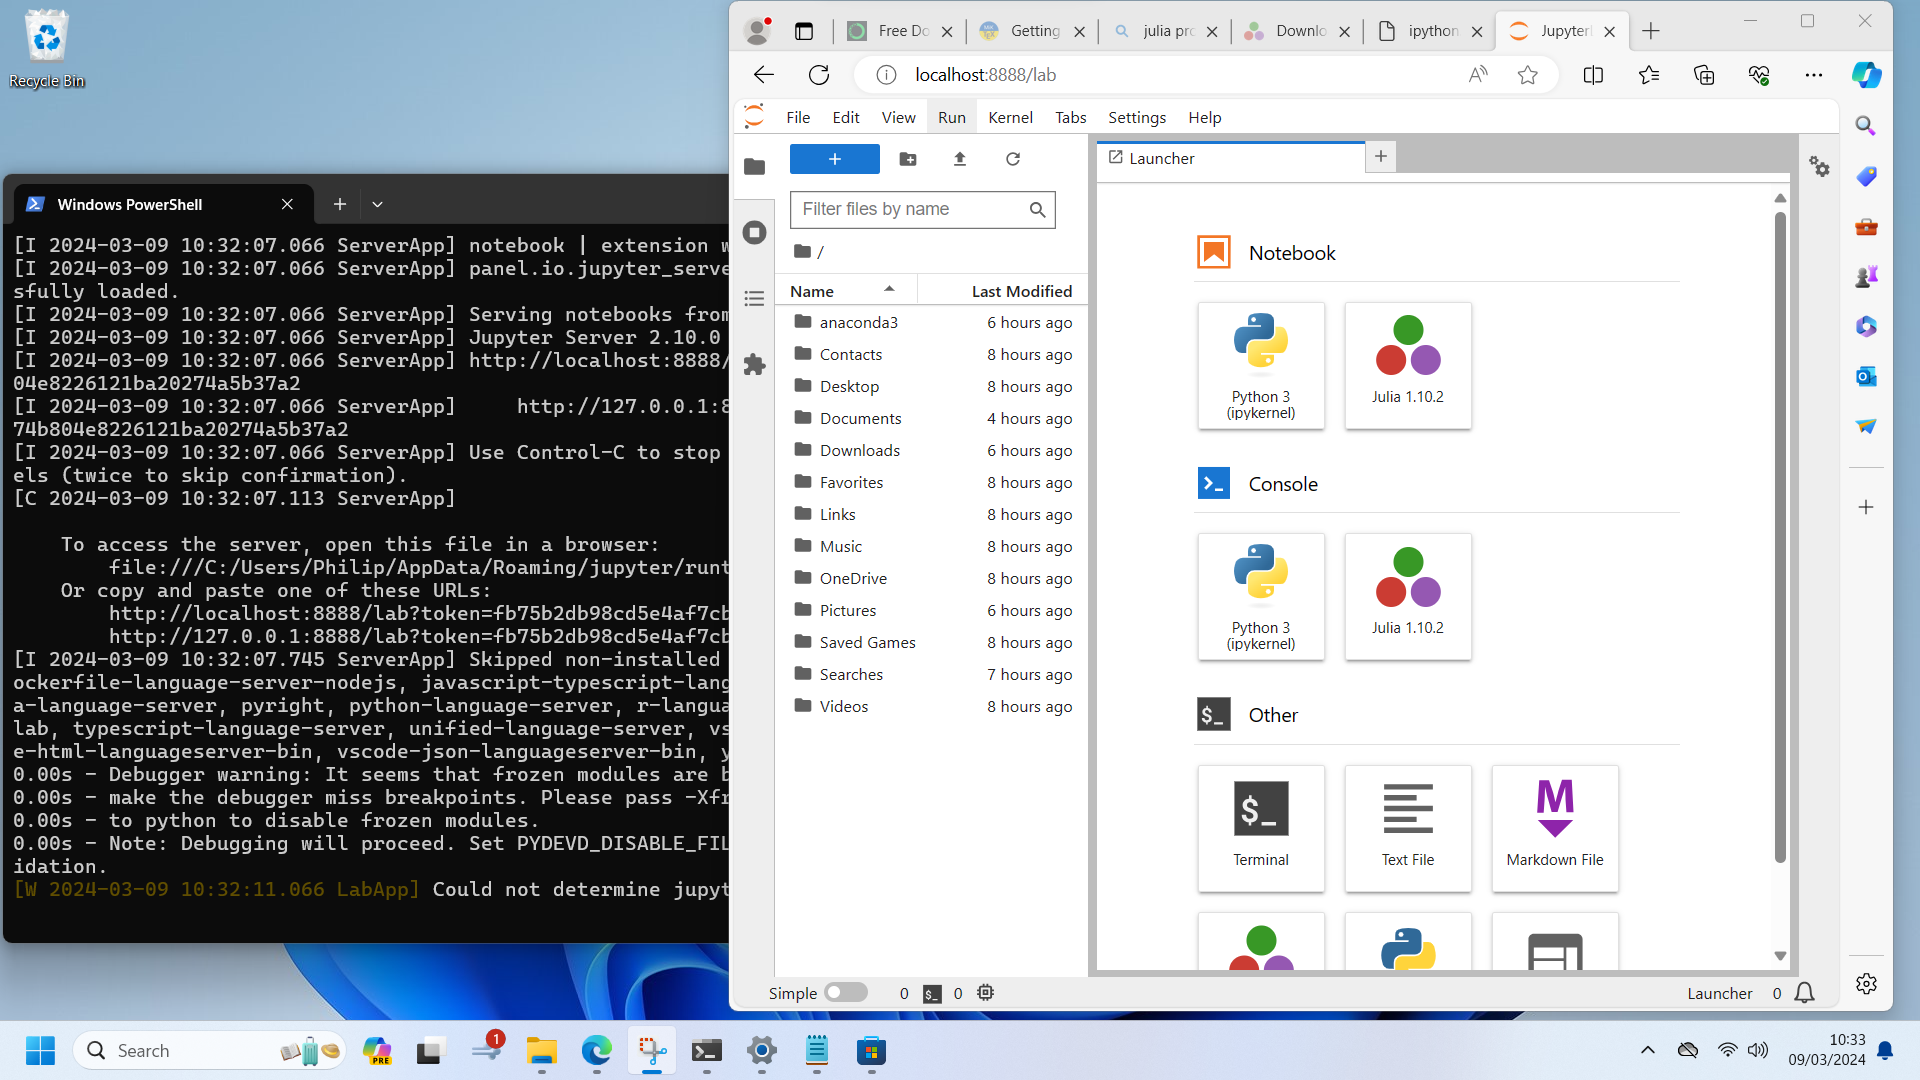 Recycle Bin
Windows PowerShell
[I 2024-03-09 10:32:07.066 ServerApp] notebook | extension w
[I 2024-03-09 10:32:07.066 ServerApp] panel.io.jupyter_serve
sfully loaded.
[I 2024-03-09 10:32:07.066 ServerApp] Serving notebooks from
[I 2024-03-09 10:32:07.066 ServerApp] Jupyter Server 2.10.0
[I 2024-03-09 10:32:07.066 ServerApp] http://localhost:8888/
04e8226121ba20274a5b37a2
[I 2024-03-09 10:32:07.066 ServerApp]     http://127.0.0.1:8
74b804e8226121ba20274a5b37a2
[I 2024-03-09 10:32:07.066 ServerApp] Use Control-C to stop
els (twice to skip confirmation).
[C 2024-03-09 10:32:07.113 ServerApp]
To access the server, open this file in a browser:
file:///C:/Users/Philip/AppData/Roaming/jupyter/runt
Or copy and paste one of these URLs:
http://localhost:8888/lab?token=fb75b2db98cd5e4af7cb
http://127.0.0.1:8888/lab?token=fb75b2db98cd5e4af7cb
[I 2024-03-09 10:32:07.745 ServerApp] Skipped non-installed
ockerfile-language-server-nodejs, javascript-typescript-lang
a-language-server, pyright, python-language-server, r-langua
lab, typescript-language-server, unified-language-server, vs
e-html-languageserver-bin, vscode-json-languageserver-bin, y
0.00s - Debugger warning: It seems that frozen modules are b
0.00s - make the debugger miss breakpoints. Please pass -Xfr
0.00s - to python to disable frozen modules.
0.00s - Note: Debugging will proceed. Set PYDEVD_DISABLE_FIL
idation.
[W 2024-03-09 10:32:11.066 LabApp] Could not determine jupyt
Free Do
Getting
julia pro
Downlo
ipython
Jupyterl
localhost:8888/lab
File Edit View Run Kernel Tabs Settings Help
Filter files by name
/
Name Last Modified
anaconda3 6 hours ago
Contacts 8 hours ago
Desktop 8 hours ago
Documents 4 hours ago
Downloads 6 hours ago
Favorites 8 hours ago
Links 8 hours ago
Music 8 hours ago
OneDrive 8 hours ago
Pictures 6 hours ago
Saved Games 8 hours ago
Searches 7 hours ago
Videos 8 hours ago
Launcher
Notebook
Python 3
(ipykernel)
Julia 1.10.2
Console
Python 3
(ipykernel)
Julia 1.10.2
$_ Other
$_
Terminal
Text File
M
Markdown File
Simple 0 $_ 0
Launcher 0
Search
PRE
1
10:33
09/03/2024